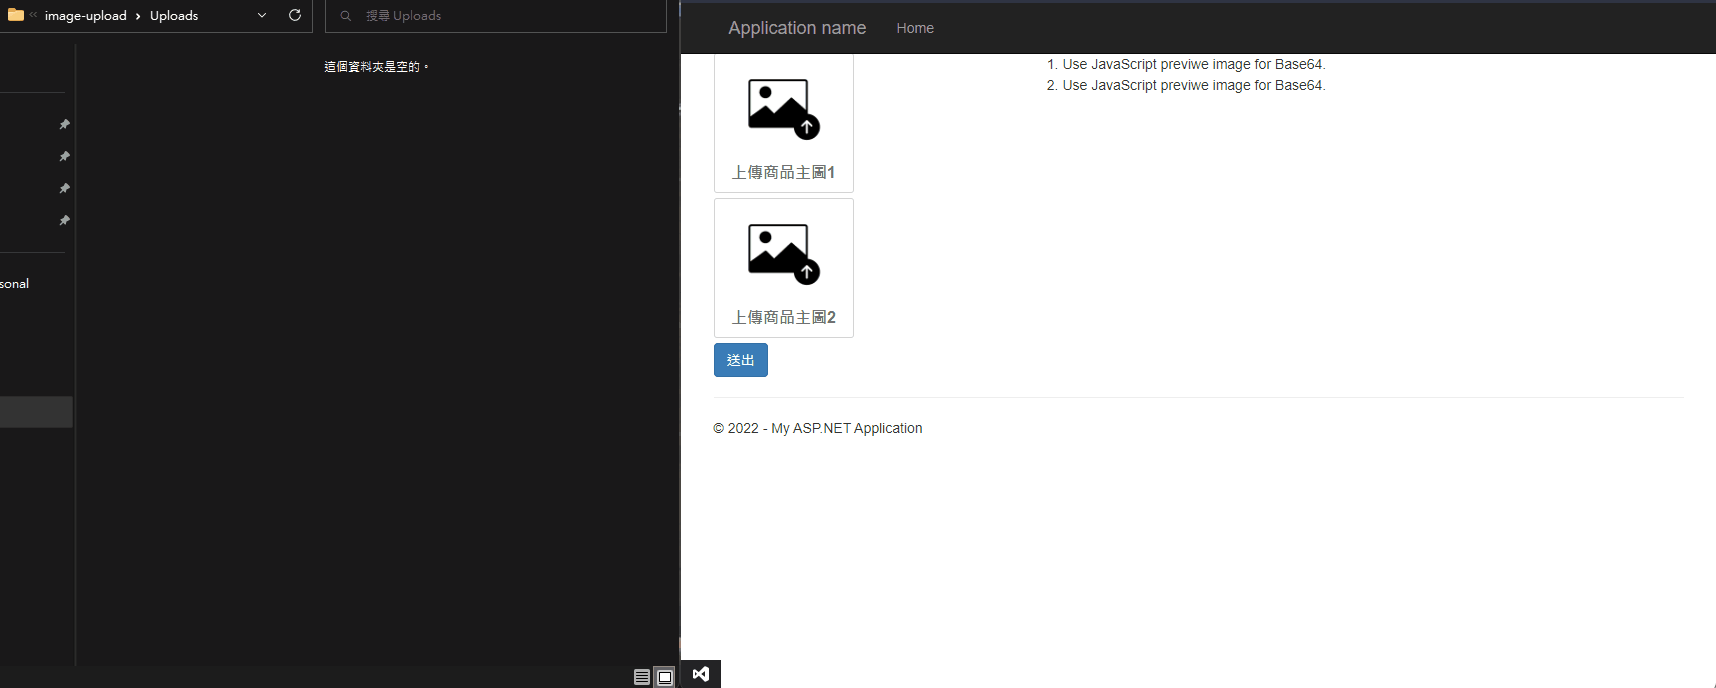 image-upload › Uploads
搜尋 Uploads
這個資料夾是空的。
sonal
Application name
Home
1. Use JavaScript previwe image for Base64.
2. Use JavaScript previwe image for Base64.
上傳商品主圖1
上傳商品主圖2
送出
© 2022 - My ASP.NET Application